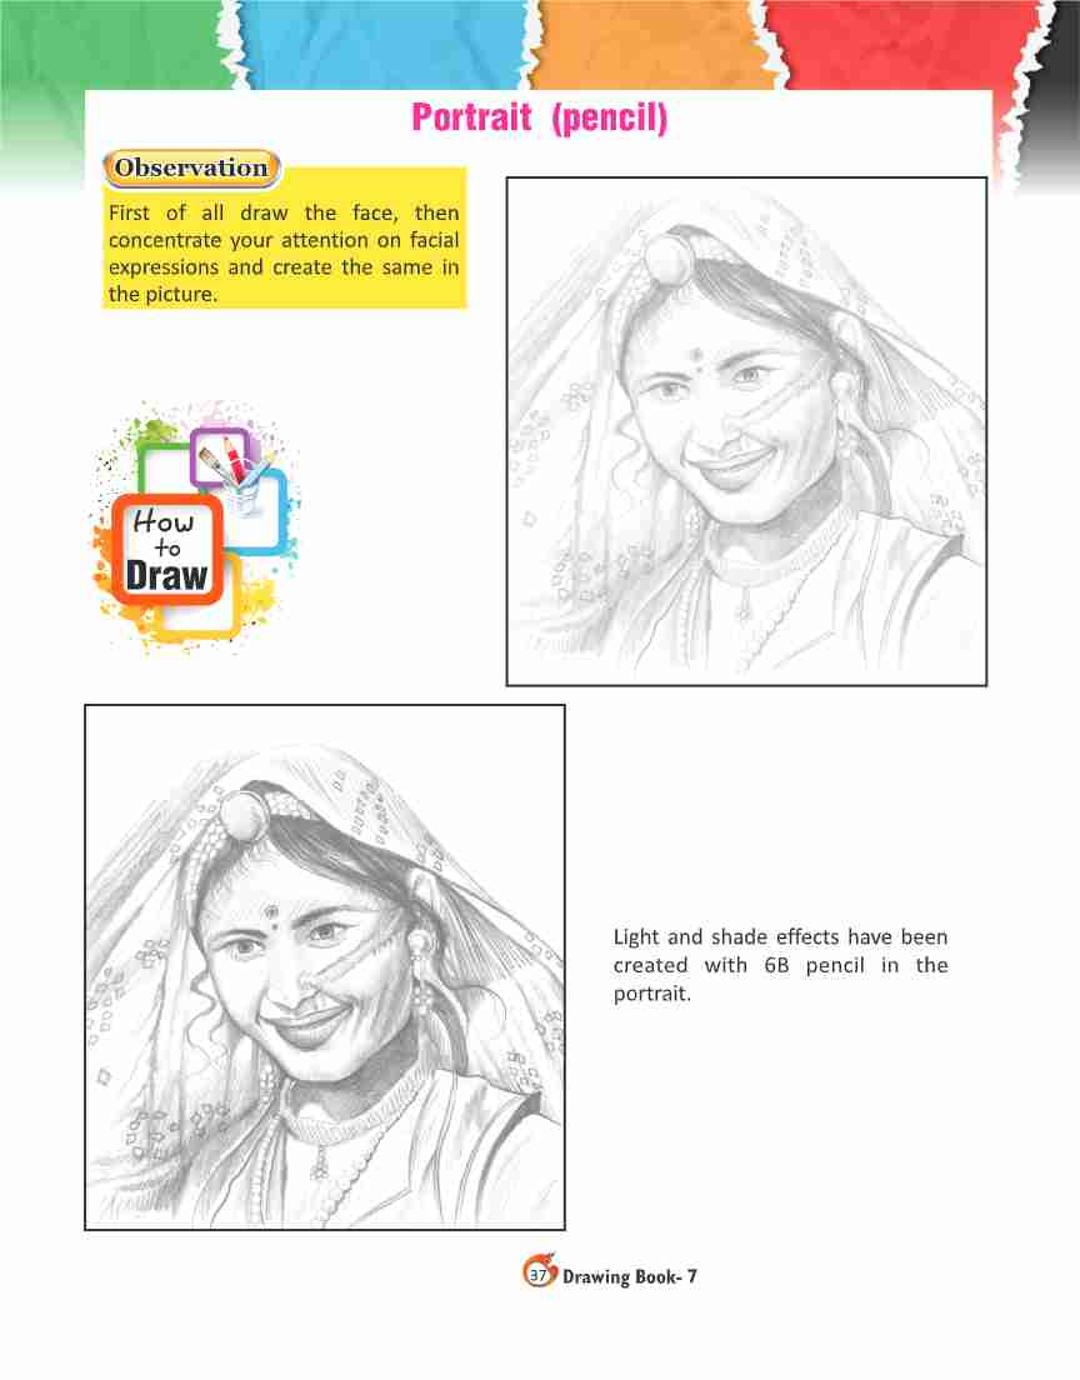 Portrait (pencil)
Observation
First of all draw the face, then
concentrate your attention on facial
expressions and create the same in
the picture.
How
to
Draw
Light and shade effects have been
created with 6B pencil in the
portrait.
37 Drawing Book- 7